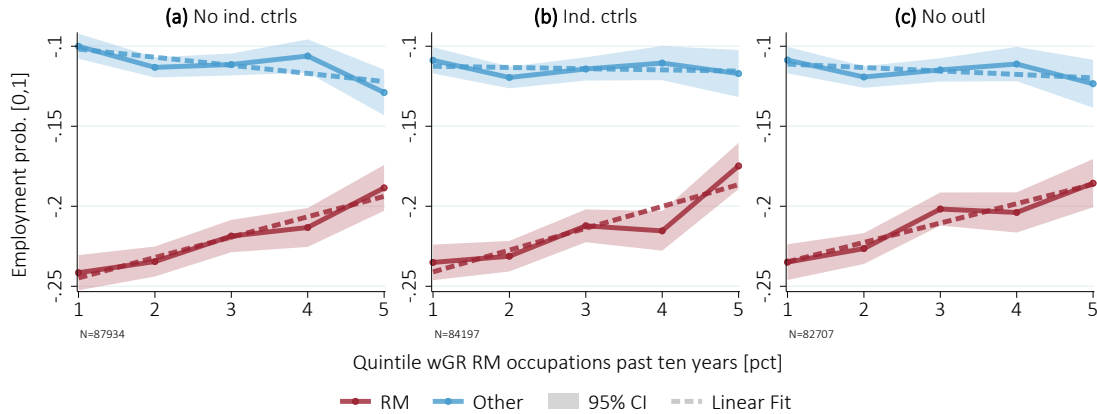 (a) No ind. ctrls
(b) Ind. ctrls
(c) No outl
Employment prob. [0,1]
-.1
-.15
-.2
-.25
1 2 3 4 5
N=87934
-.1
-.15
-.2
-.25
1 2 3 4 5
N=84197
-.1
-.15
-.2
-.25
1 2 3 4 5
N=82707
Quintile wGR RM occupations past ten years [pct]
RM Other 95% CI Linear Fit